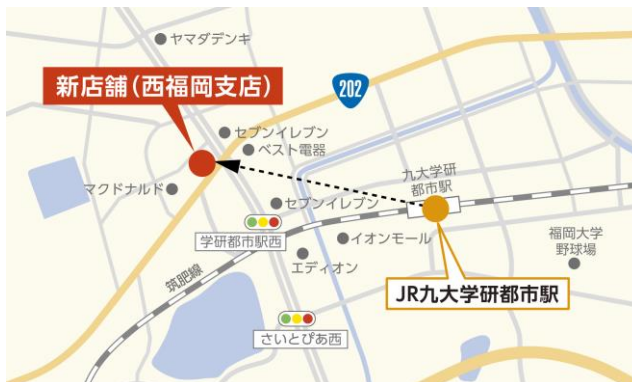 ヤマダデンキ
新店舗(西福岡支店)
202
セブンイレブン
ベスト電器
マクドナルド
九大学研
都市駅
セブンイレブン
学研都市駅西
イオンモール
福岡大学
野球場
エディオン
筑肥線
JR九大学研都市駅
さいとぴあ西